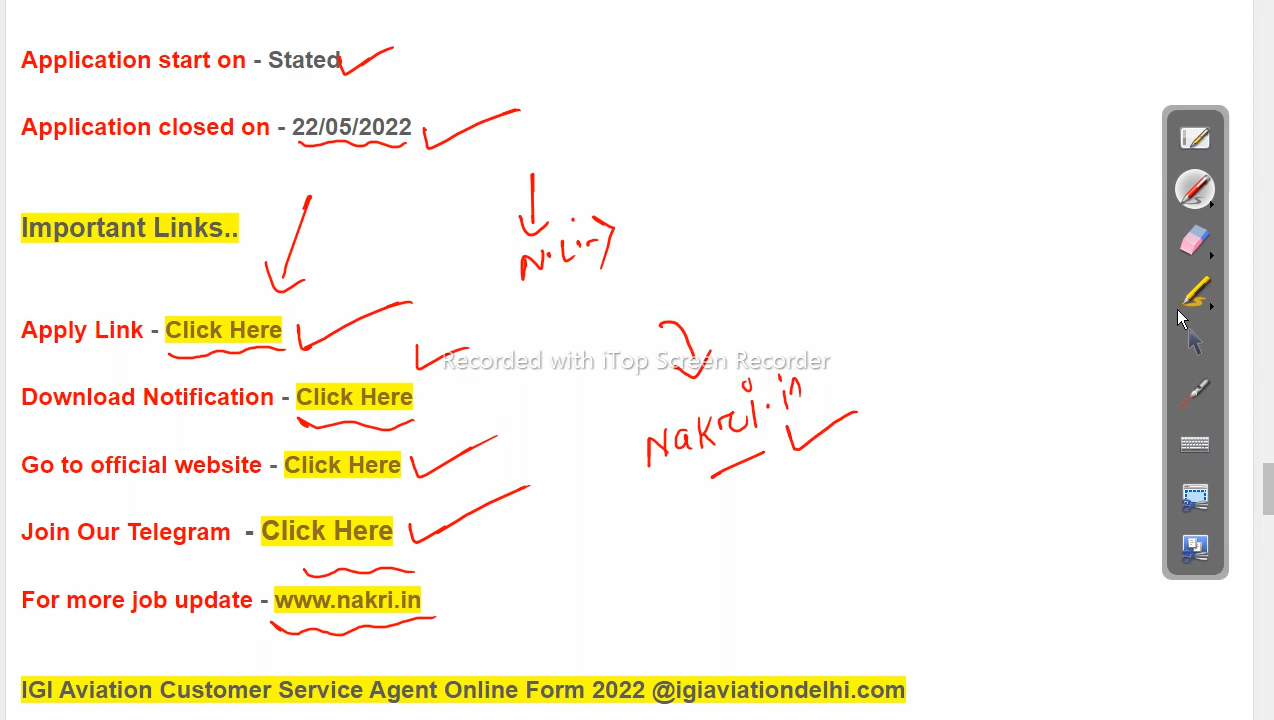 Application start on - Stated
Application closed on - 22/05/2022
Important Links..
Apply Link - Click Here
Recorded with iTop Screen Recorder
Download Notification - Click Here
Nakri.in
Go to official website - Click Here
Join Our Telegram - Click Here
For more job update - www.nakri.in
IGI Aviation Customer Service Agent Online Form 2022 @igiaviationdelhi.com